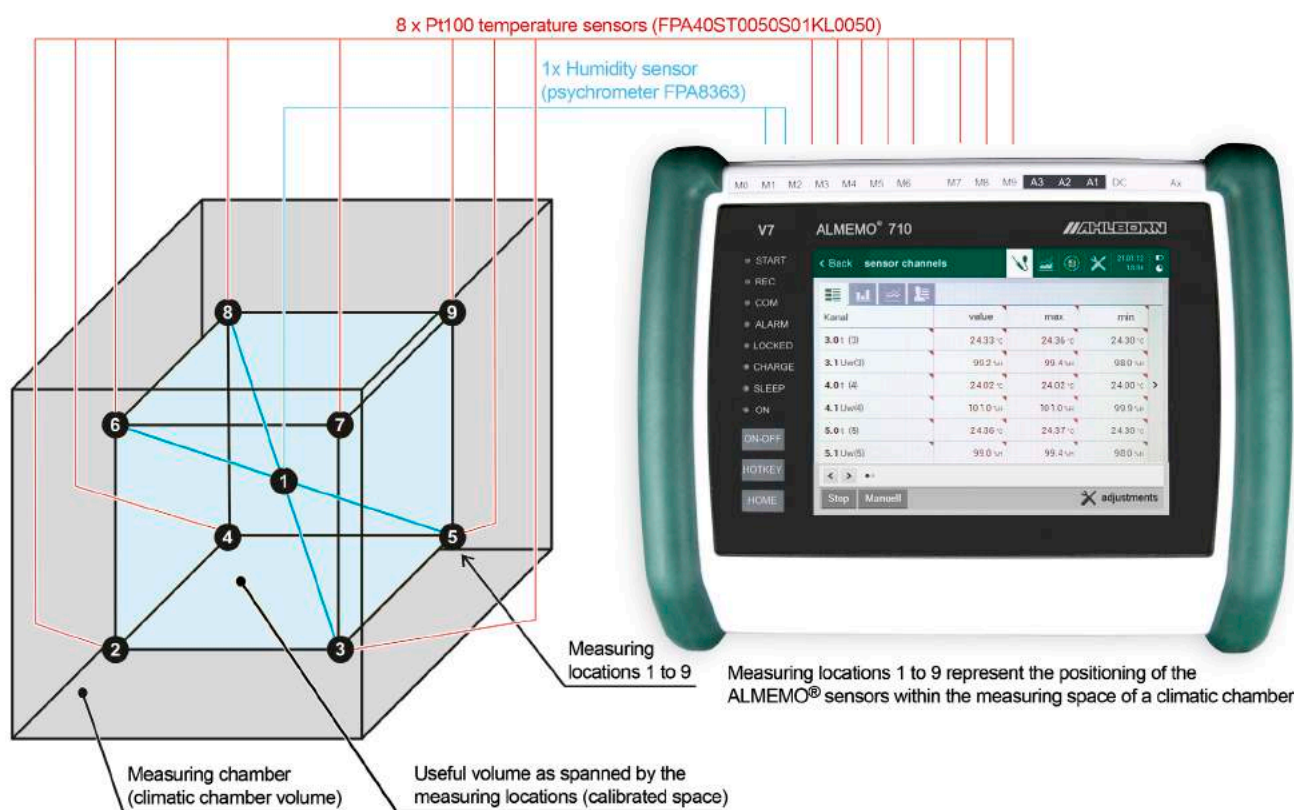 8 x Pt100 temperature sensors (FPA40ST0050S01KL0050)
1x Humidity sensor
(psychrometer FPA8363)
M0 M1 M2 M3 M4 M5 M6 M7 M8 M9 A3 A2 A1 DC Ax
V7 ALMEMO® 710 AHLBORN
START
REC
COM
ALARM
LOCKED
CHARGE
SLEEP
ON
ON-OFF
HOTKEY
HOME
< Back sensor channels
Kanal value max min
3.0 t (3) 24.33 °C 24.36 °C 24.30 °C
3.1 Uw(3) 99.2 %H 99.4 %H 98.0 %H
4.0 t (4) 24.02 °C 24.02 °C 24.00 °C >
4.1 Uw(4) 101.0 %H 101.0 %H 99.9 %H
5.0 t (5) 24.36 °C 24.37 °C 24.30 °C
5.1 Uw(5) 99.0 %H 99.4 %H 98.0 %H
< >
Stop Manuell adjustments
8 9
6 7
1
4 5
2 3
Measuring
locations 1 to 9
Measuring locations 1 to 9 represent the positioning of the
ALMEMO® sensors within the measuring space of a climatic chamber
Measuring chamber
(climatic chamber volume)
Useful volume as spanned by the
measuring locations (calibrated space)